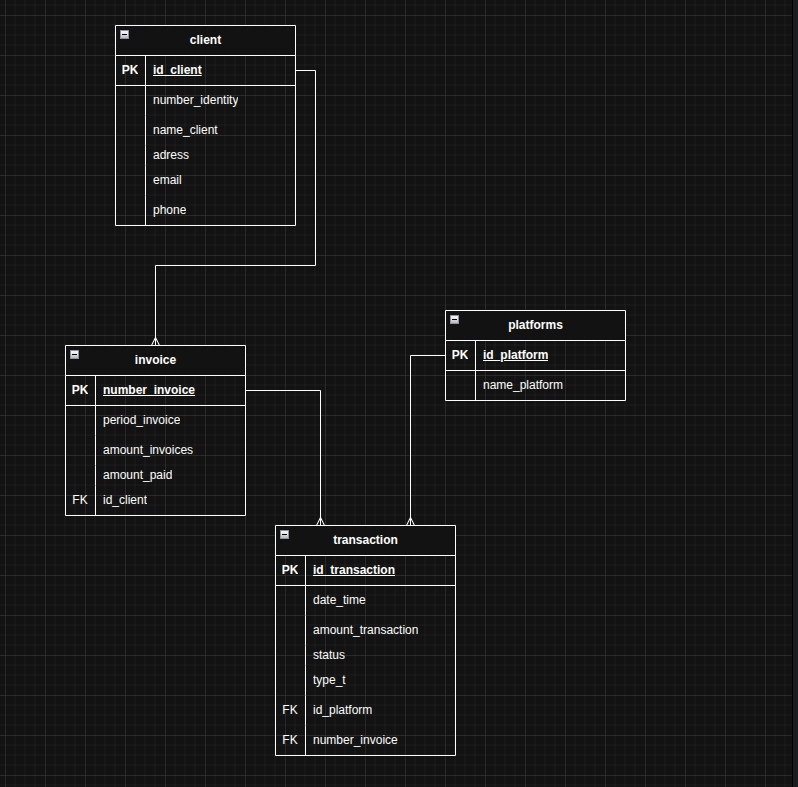 client
PK id_client
number_identity
name_client
adress
email
phone
platforms
PK id_platform
name_platform
invoice
PK number_invoice
period_invoice
amount_invoices
amount_paid
FK id_client
transaction
PK id_transaction
date_time
amount_transaction
status
type_t
FK id_platform
FK number_invoice